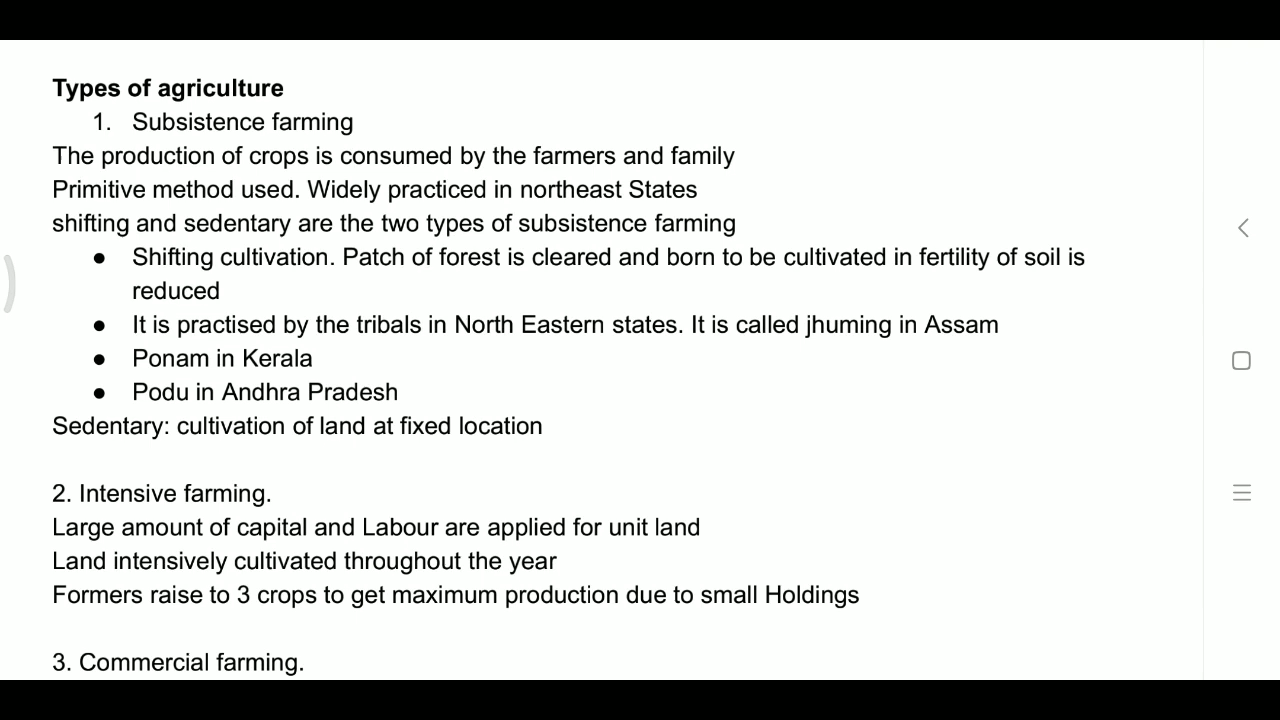 Types of agriculture
1. Subsistence farming
The production of crops is consumed by the farmers and family
Primitive method used. Widely practiced in northeast States
shifting and sedentary are the two types of subsistence farming
● Shifting cultivation. Patch of forest is cleared and born to be cultivated in fertility of soil is
reduced
● It is practised by the tribals in North Eastern states. It is called jhuming in Assam
● Ponam in Kerala
● Podu in Andhra Pradesh
Sedentary: cultivation of land at fixed location
2. Intensive farming.
Large amount of capital and Labour are applied for unit land
Land intensively cultivated throughout the year
Formers raise to 3 crops to get maximum production due to small Holdings
3. Commercial farming.